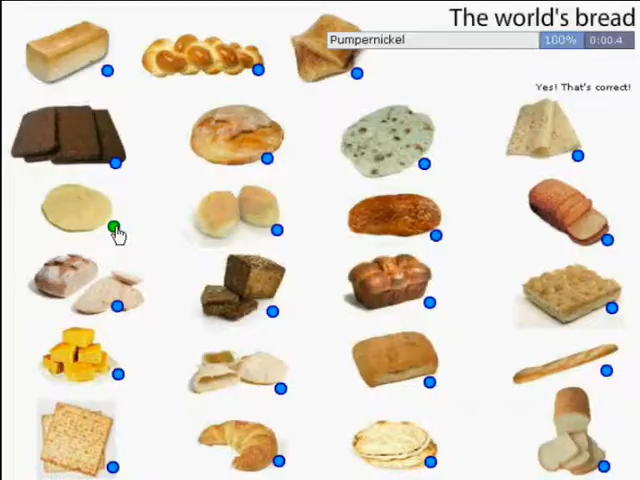 The world's bread
Pumpernickel 100% 0:00.4
Yes! That's correct!